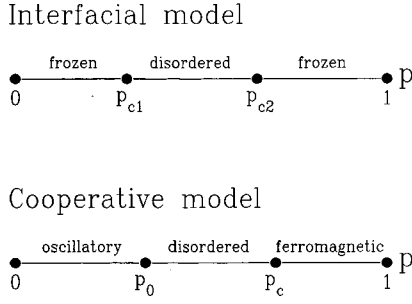 Interfacial model
frozen disordered frozen p
0 p_c1 p_c2 1
Cooperative model
oscillatory disordered ferromagnetic p
0 p_0 p_c 1